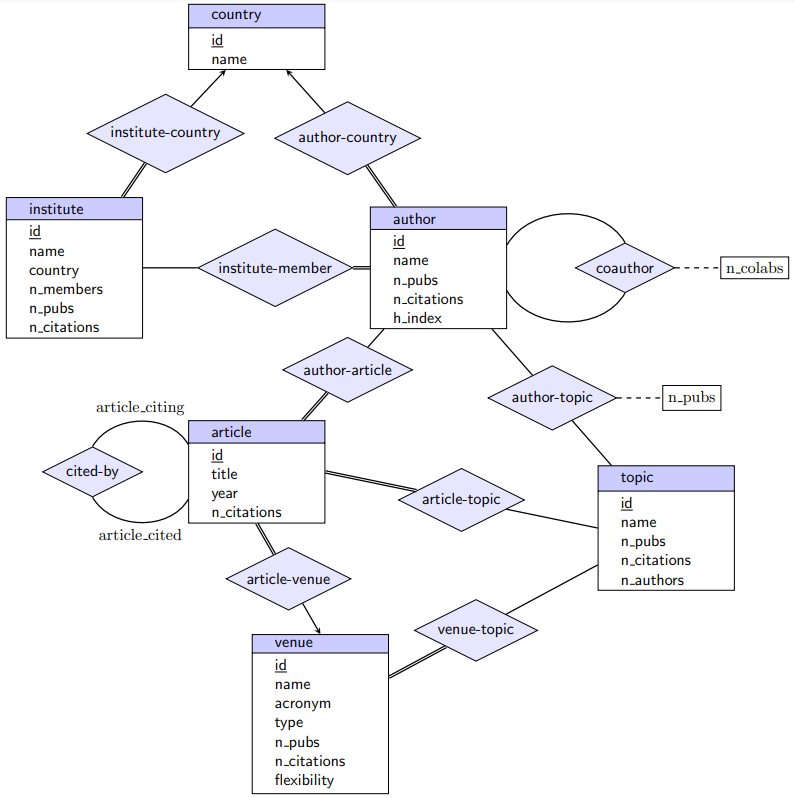 country
id
name
institute-country
author-country
institute
id
name
country
n_members
n_pubs
n_citations
institute-member
author
id
name
n_pubs
n_citations
h_index
coauthor
n_colabs
author-article
author-topic
n_pubs
article_citing
cited-by
article_cited
article
id
title
year
n_citations
article-topic
topic
id
name
n_pubs
n_citations
n_authors
article-venue
venue-topic
venue
id
name
acronym
type
n_pubs
n_citations
flexibility